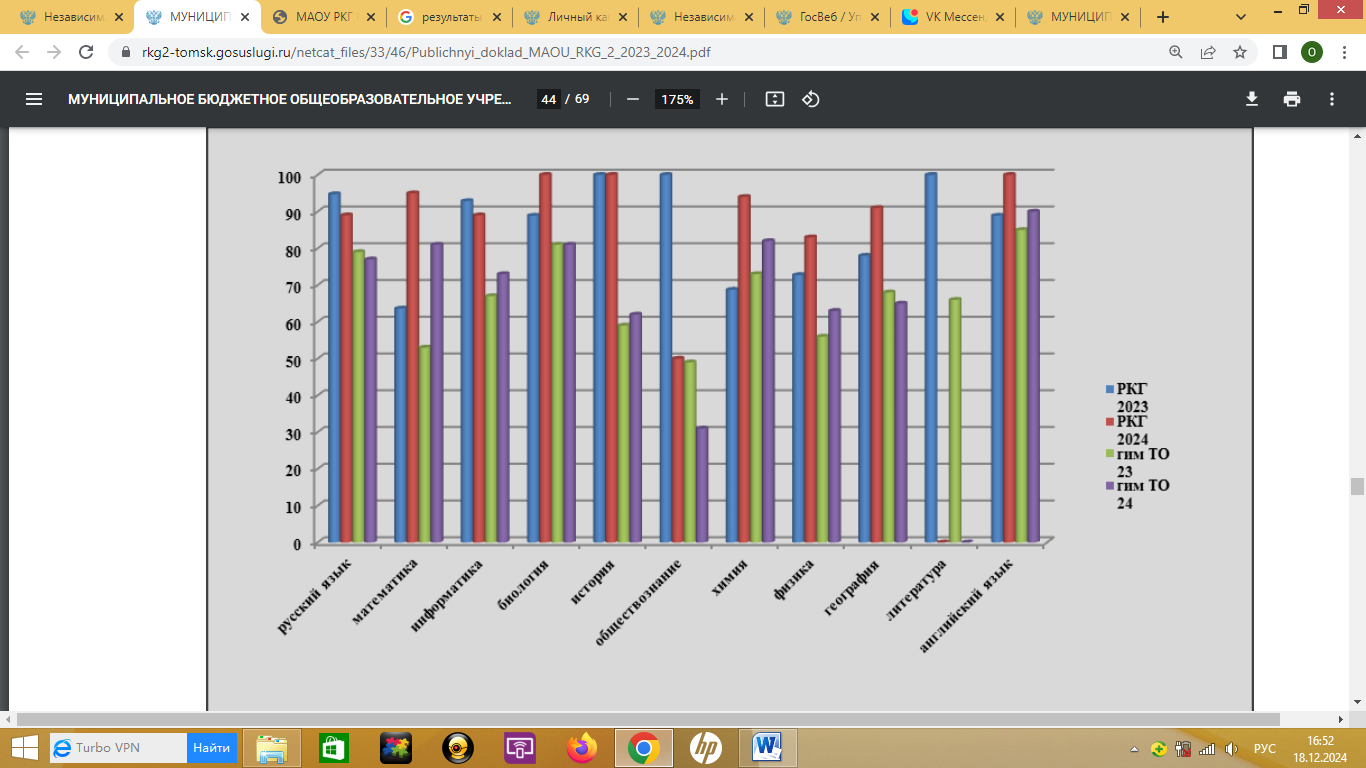 Независим
МУНИЦИП
МАОУ РКГ
результаты
Личный ка
Независим
ГосВеб / Уп
VK Мессен
МУНИЦИП
rkg2-tomsk.gosuslugi.ru/netcat_files/33/46/Publichnyi_doklad_MAOU_RKG_2_2023_2024.pdf
О
МУНИЦИПАЛЬНОЕ БЮДЖЕТНОЕ ОБЩЕОБРАЗОВАТЕЛЬНОЕ УЧРЕ...
44 / 69
175%
100
90
80
70
60
50
40
30
20
10
0
русский язык
математика
информатика
биология
история
обществознание
химия
физика
география
литература
английский язык
РКГ
2023
РКГ
2024
гим ТО
23
гим ТО
24
Turbo VPN
Найти
hp
РУС
16:52
18.12.2024